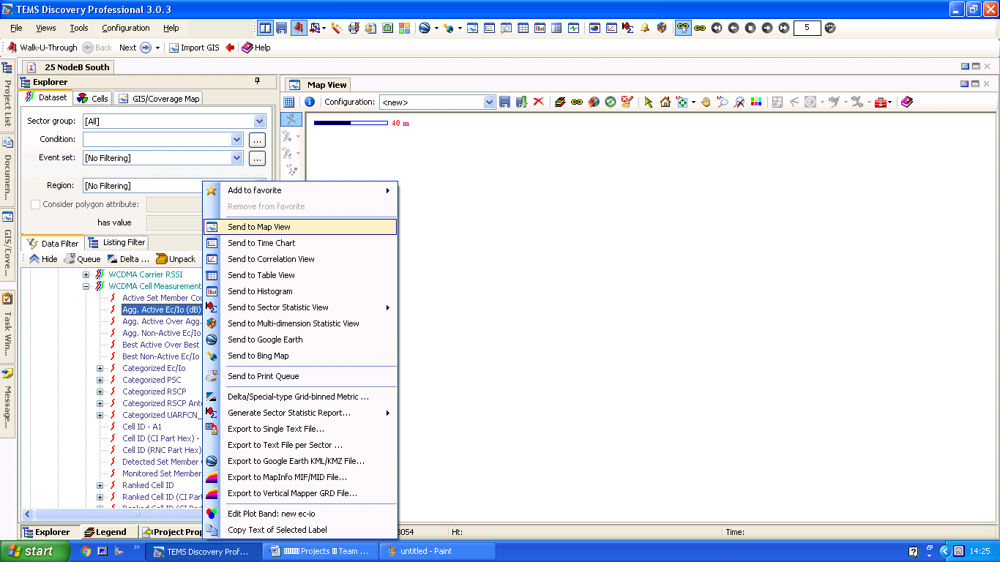 TEMS Discovery Professional 3.0.3
File Views Tools Configuration Help
5
Walk-U-Through Back Next Import GIS Help
25 NodeB South
Explorer
Map View
Dataset Cells GIS/Coverage Map
Configuration: <new>
Sector group: [All]
40 m
Condition: ...
Event set: [No Filtering] ...
Region: [No Filtering]
Consider polygon attribute:
has value
Data Filter Listing Filter
Hide Queue Delta ... Unpack
WCDMA Carrier RSSI
WCDMA Cell Measurement
Active Set Member Cou
Agg. Active Ec/Io (dB)
Agg. Active Over Agg.
Agg. Non-Active Ec/Io
Best Active Over Best
Best Non-Active Ec/Io
Categorized Ec/Io
Categorized PSC
Categorized RSCP
Categorized RSCP Ante
Categorized UARFCN_
Cell ID - A1
Cell ID (CI Part Hex) -
Cell ID (RNC Part Hex)
Detected Set Member
Monitored Set Member
Ranked Cell ID
Ranked Cell ID (CI Par
Ranked Cell ID (CI Part
Add to favorite
Remove from favorite
Send to Map View
Send to Time Chart
Send to Correlation View
Send to Table View
Send to Histogram
Send to Sector Statistic View
Send to Multi-dimension Statistic View
Send to Google Earth
Send to Bing Map
Send to Print Queue
Delta/Special-type Grid-binned Metric ...
Generate Sector Statistic Report...
Export to Single Text File...
Export to Text File per Sector ...
Export to Google Earth KML/KMZ File...
Export to MapInfo MIF/MID File...
Export to Vertical Mapper GRD File...
Edit Plot Band: new ec-io
Copy Text of Selected Label
Project List
Documen...
GIS/Cove...
Task Win...
Message...
Explorer Legend Project Prop
3054 Ht: Time:
start TEMS Discovery Prof... Projects Team ... untitled - Paint 14:25